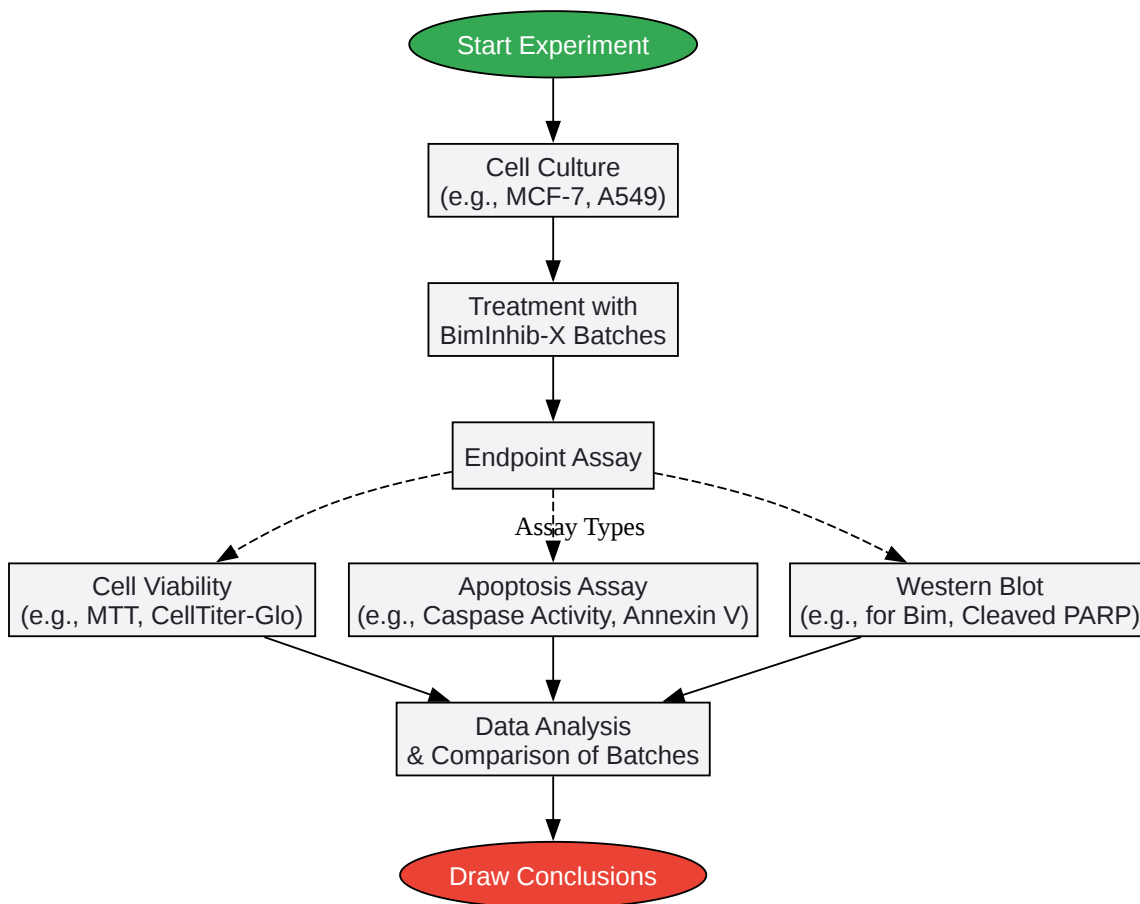 Start Experiment
Cell Culture
(e.g., MCF-7, A549)
Treatment with
BimInhib-X Batches
Endpoint Assay
Assay Types
Cell Viability
(e.g., MTT, CellTiter-Glo)
Apoptosis Assay
(e.g., Caspase Activity, Annexin V)
Western Blot
(e.g., for Bim, Cleaved PARP)
Data Analysis
& Comparison of Batches
Draw Conclusions